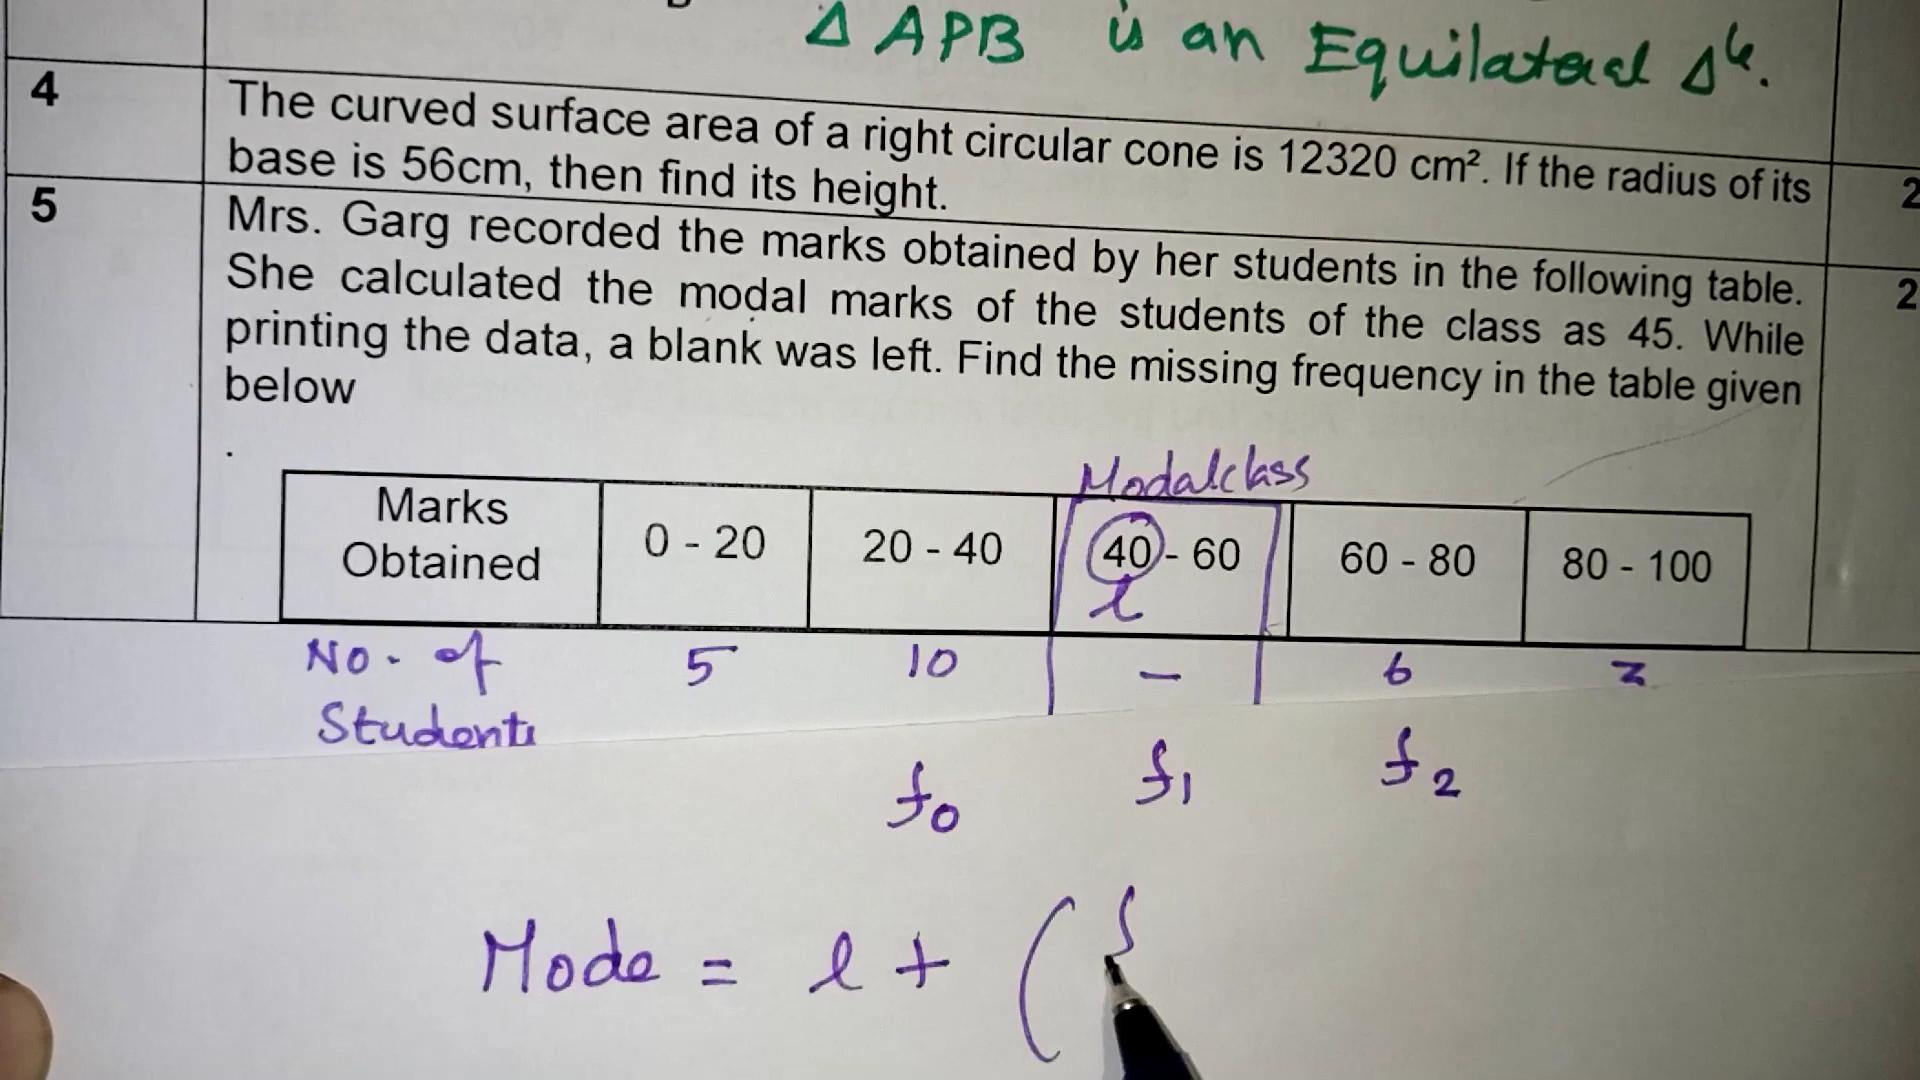 Δ APB is an Equilateral Δle.
4
The curved surface area of a right circular cone is 12320 cm². If the radius of its
base is 56cm, then find its height.
2
5
Mrs. Garg recorded the marks obtained by her students in the following table.
She calculated the modal marks of the students of the class as 45. While
printing the data, a blank was left. Find the missing frequency in the table given
below
2
.
Modalclass
Marks
Obtained
0 - 20
20 - 40
40 - 60
60 - 80
80 - 100
l
No. of
Students
5
10
-
6
3
f0
f1
f2
Mode = l + (